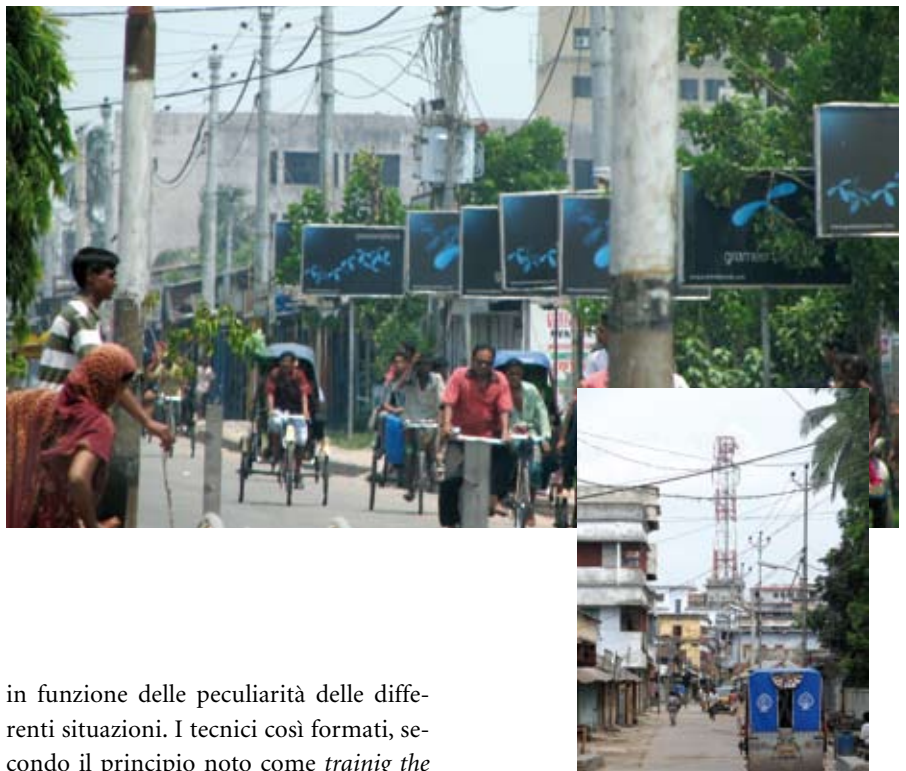 grameen
in funzione delle peculiarità delle diffe-
renti situazioni. I tecnici così formati, se-
condo il principio noto come trainig the